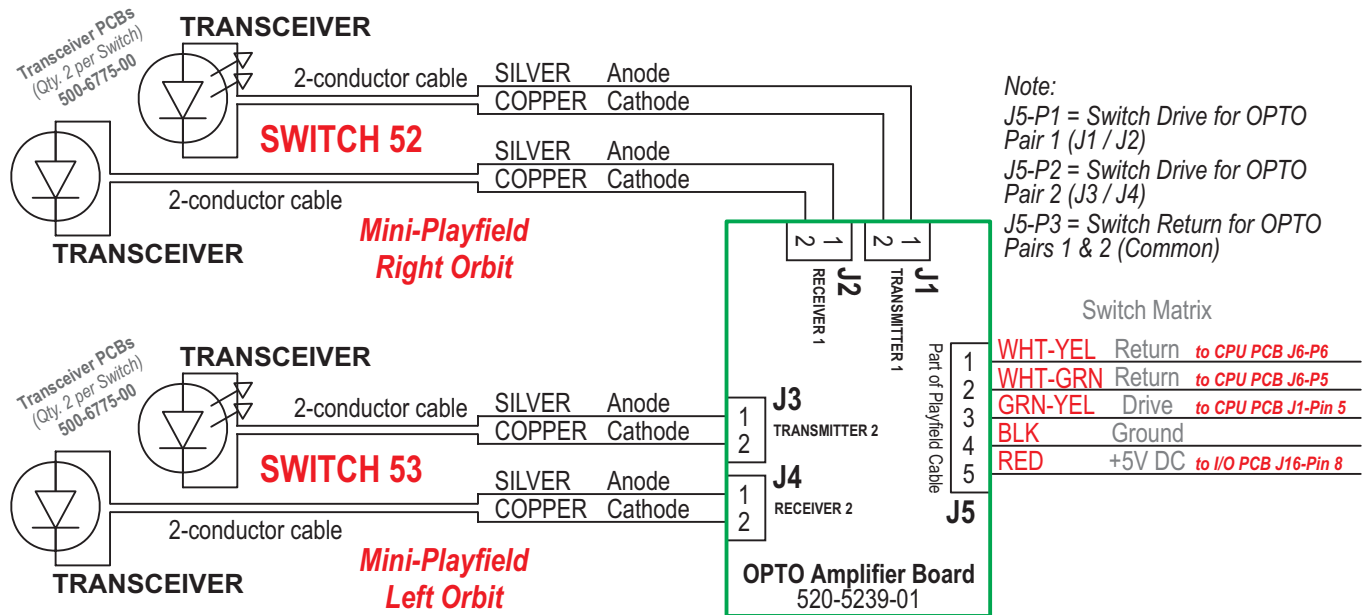 Transceiver PCBs
(Qty. 2 per Switch)
500-6775-00
TRANSCEIVER
2-conductor cable
SILVER Anode
COPPER Cathode
SWITCH 52
SILVER Anode
COPPER Cathode
2-conductor cable
TRANSCEIVER
Mini-Playfield
Right Orbit
Note:
J5-P1 = Switch Drive for OPTO
Pair 1 (J1 / J2)
J5-P2 = Switch Drive for OPTO
Pair 2 (J3 / J4)
J5-P3 = Switch Return for OPTO
Pairs 1 & 2 (Common)
2 1
J2
RECEIVER 1
2 1
J1
TRANSMITTER 1
Transceiver PCBs
(Qty. 2 per Switch)
500-6775-00
TRANSCEIVER
2-conductor cable
SILVER Anode
COPPER Cathode
SWITCH 53
SILVER Anode
COPPER Cathode
2-conductor cable
TRANSCEIVER
Mini-Playfield
Left Orbit
1
2
J3
TRANSMITTER 2
1
2
J4
RECEIVER 2
Part of Playfield Cable
1
2
3
4
5
J5
OPTO Amplifier Board
520-5239-01
Switch Matrix
WHT-YEL Return to CPU PCB J6-P6
WHT-GRN Return to CPU PCB J6-P5
GRN-YEL Drive to CPU PCB J1-Pin 5
BLK Ground
RED +5V DC to I/O PCB J16-Pin 8